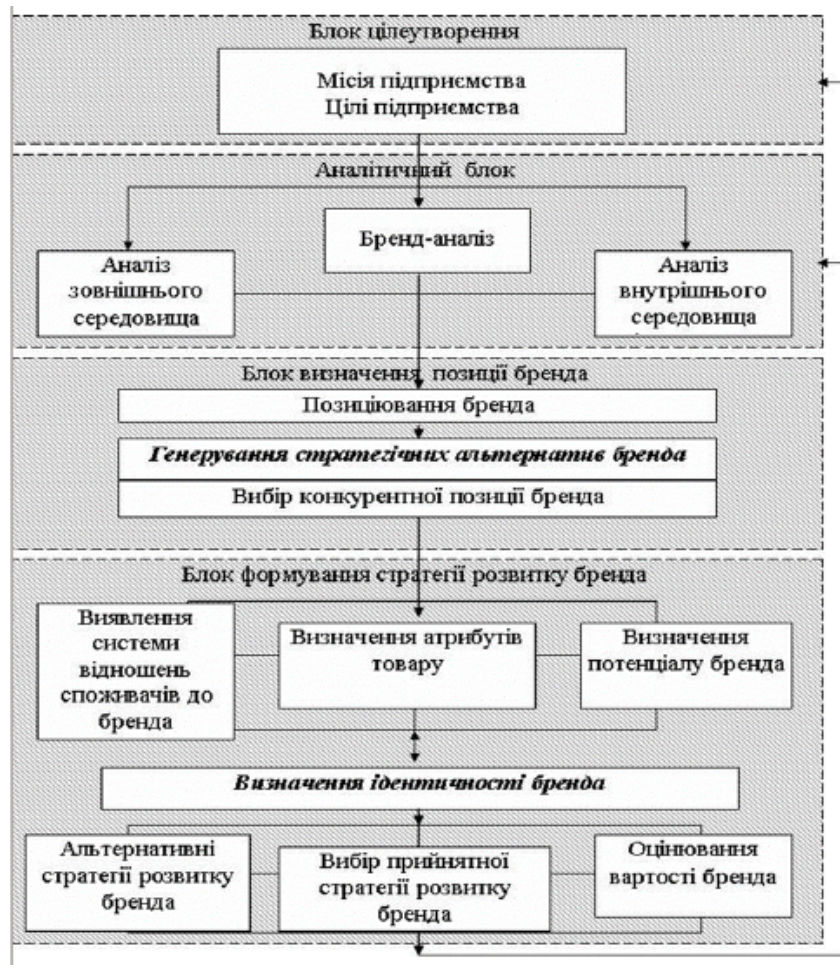 Блок цілеутворення
Місія підприємства
Цілі підприємства
Аналітичний блок
Бренд-аналіз
Аналіз
зовнішнього
середовища
Аналіз
внутрішнього
середовища
Блок визначення позиції бренда
Позиціювання бренда
Генерування стратегічних альтернатив бренда
Вибір конкурентної позиції бренда
Блок формування стратегії розвитку бренда
Виявлення
системи
відношень
споживачів до
бренда
Визначення атрибутів
товару
Визначення
потенціалу бренда
Визначення ідентичності бренда
Альтернативні
стратегії розвитку
бренда
Вибір прийнятної
стратегії розвитку
бренда
Оцінювання
вартості бренда